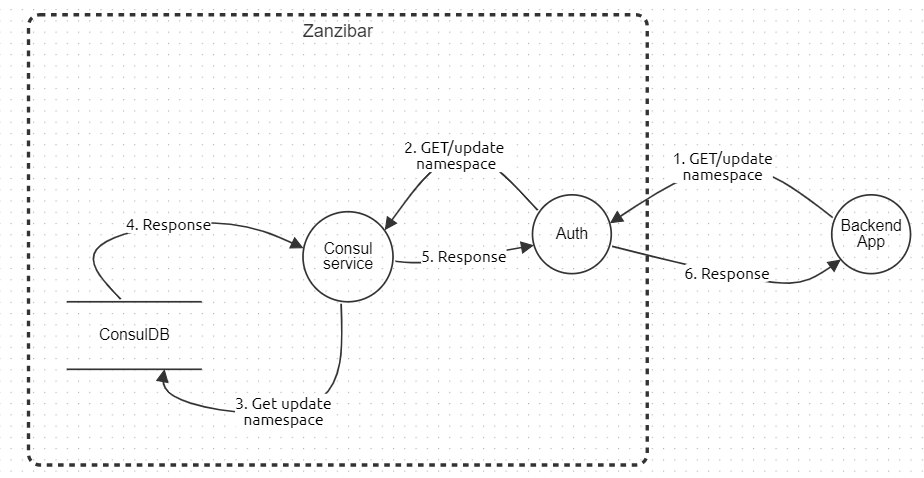 Zanzibar
2. GET/update
namespace
1. GET/update
namespace
4. Response
Consul
service
5. Response
Auth
Backend
App
6. Response
ConsulDB
3. Get update
namespace